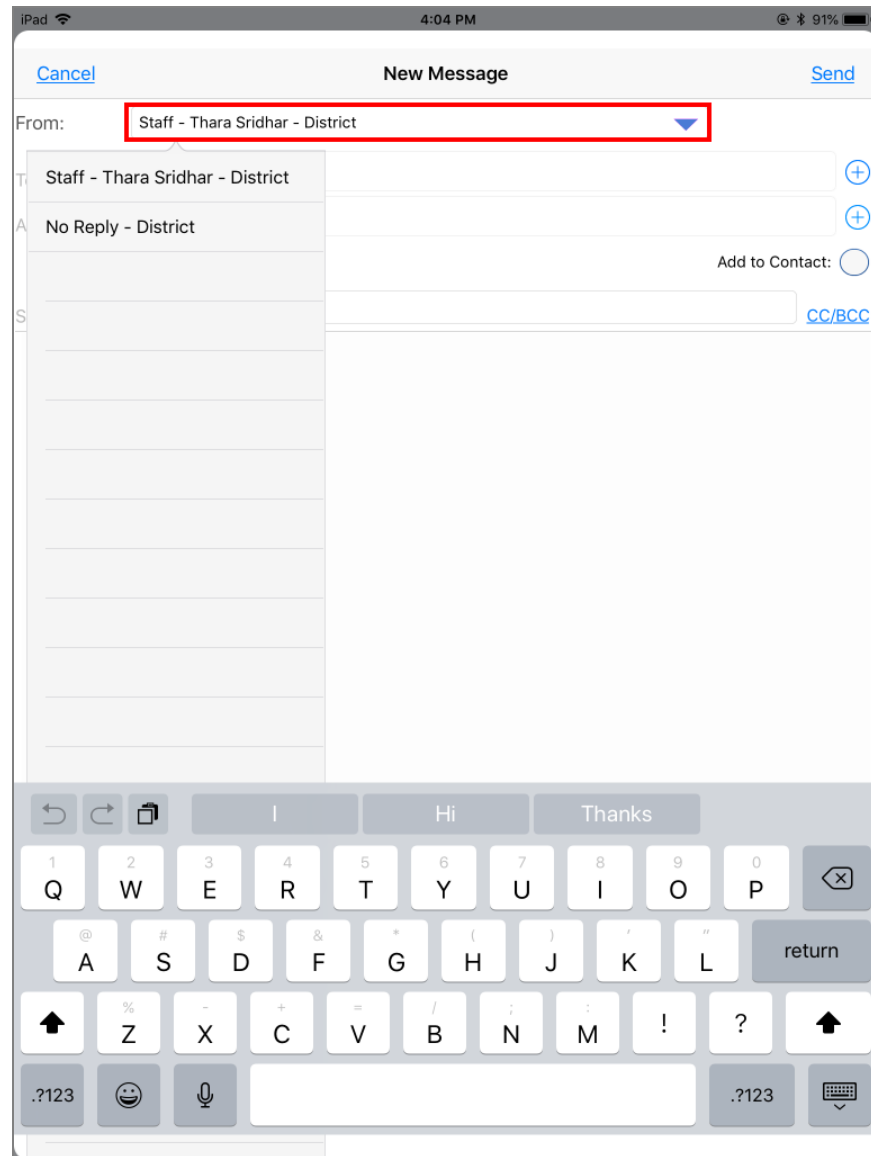 iPad 4:04 PM 91%
Cancel New Message Send
From: Staff - Thara Sridhar - District
Staff - Thara Sridhar - District
No Reply - District
Add to Contact:
S CC/BCC
I Hi Thanks
1 2 3 4 5 6 7 8 9 0
Q W E R T Y U I O P
@ # $ & * ( ) ' "
A S D F G H J K L return
% - + = / ; :
Z X C V B N M ! ?
.?123 .?123